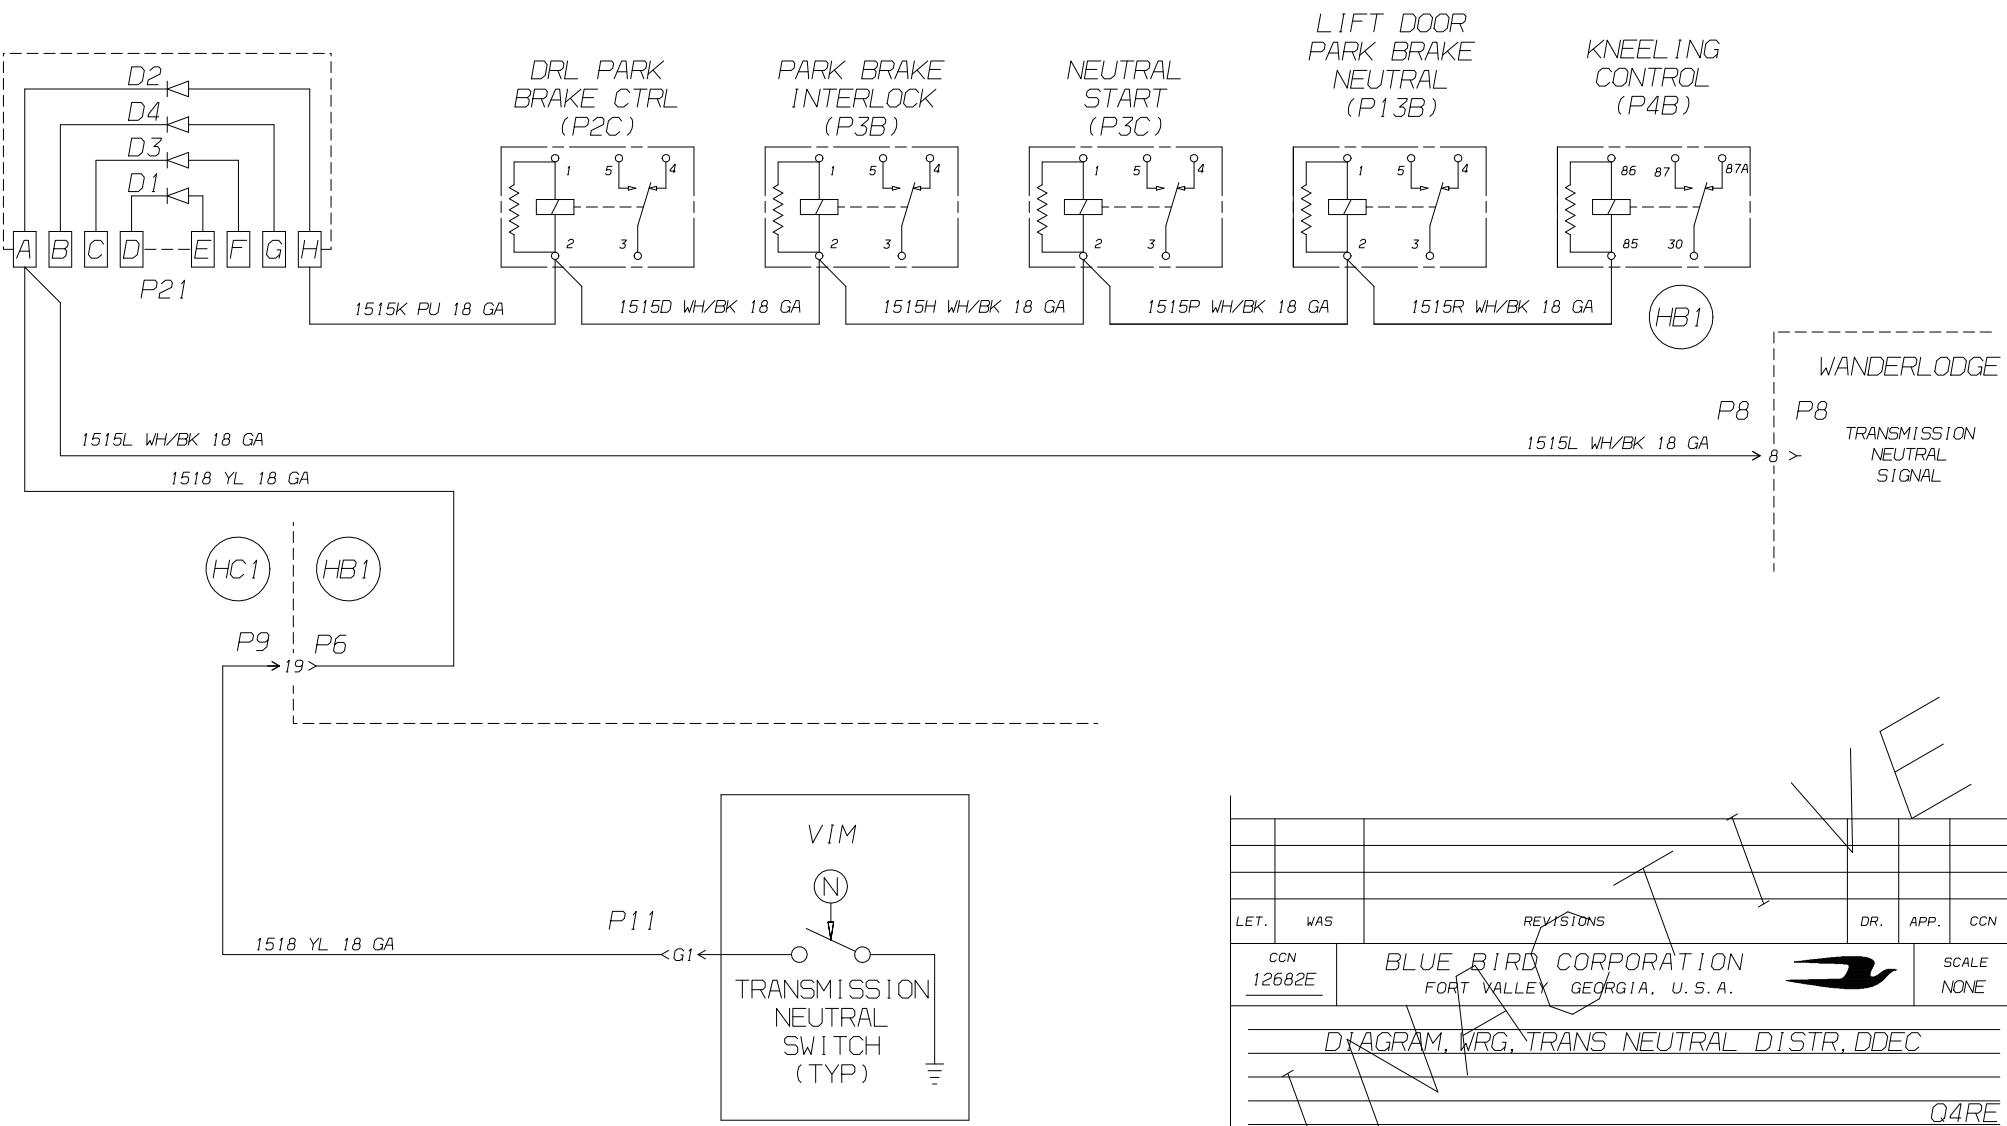 D2
D4
D3
D1
A B C D E F G H
P21
DRL PARK
BRAKE CTRL
(P2C)
1 5 4
2 3
PARK BRAKE
INTERLOCK
(P3B)
1 5 4
2 3
NEUTRAL
START
(P3C)
1 5 4
2 3
LIFT DOOR
PARK BRAKE
NEUTRAL
(P13B)
1 5 4
2 3
KNEELING
CONTROL
(P4B)
86 87 87A
85 30
1515K PU 18 GA
1515D WH/BK 18 GA
1515H WH/BK 18 GA
1515P WH/BK 18 GA
1515R WH/BK 18 GA
HB1
WANDERLODGE
P8 P8
1515L WH/BK 18 GA
1515L WH/BK 18 GA
8
TRANSMISSION
NEUTRAL
SIGNAL
1518 YL 18 GA
HC1 HB1
P9 P6
19
VIM
N
P11
1518 YL 18 GA
G1
TRANSMISSION
NEUTRAL
SWITCH
(TYP)
INACTIVE
LET. WAS REVISIONS DR. APP. CCN
CCN
12682E
BLUE BIRD CORPORATION
FORT VALLEY GEORGIA, U.S.A.
SCALE
NONE
DIAGRAM, WRG, TRANS NEUTRAL DISTR, DDEC
Q4RE